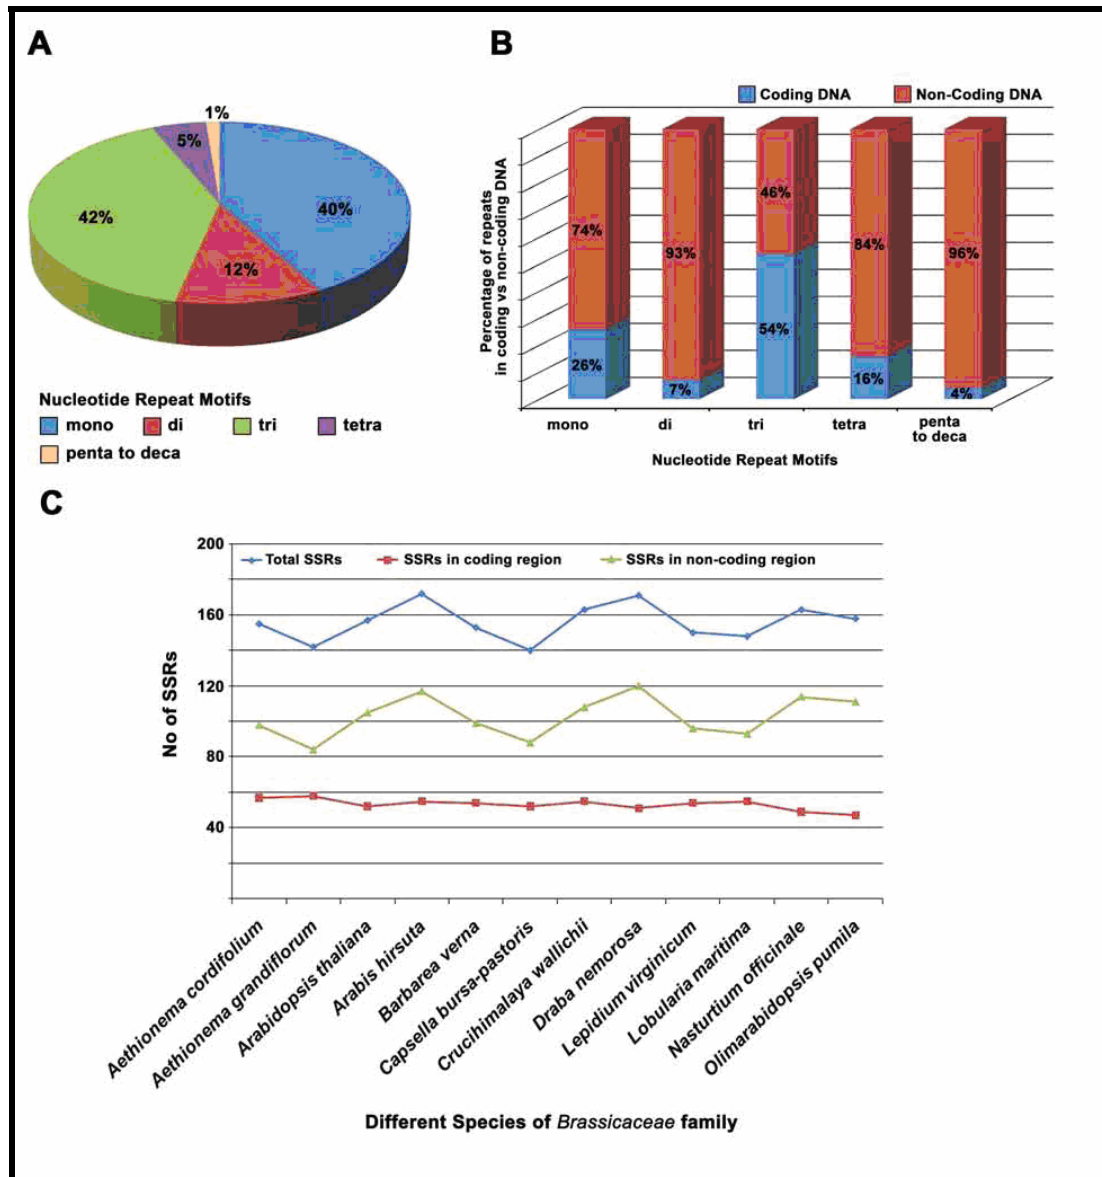 A
1%
5%
42%
40%
12%
Nucleotide Repeat Motifs
mono di tri tetra
penta to deca
B
Coding DNA Non-Coding DNA
Percentage of repeats
in coding vs non-coding DNA
74%
26%
93%
7%
46%
54%
84%
16%
96%
4%
mono di tri tetra penta
to deca
Nucleotide Repeat Motifs
C
Total SSRs SSRs in coding region SSRs in non-coding region
200
160
120
80
40
No of SSRs
Aethionema cordifolium
Aethionema grandiflorum
Arabidopsis thaliana
Arabis hirsuta
Barbarea verna
Capsella bursa-pastoris
Crucihimalaya wallichii
Draba nemorosa
Lepidium virginicum
Lobularia maritima
Nasturtium officinale
Olimarabidopsis pumila
Different Species of Brassicaceae family